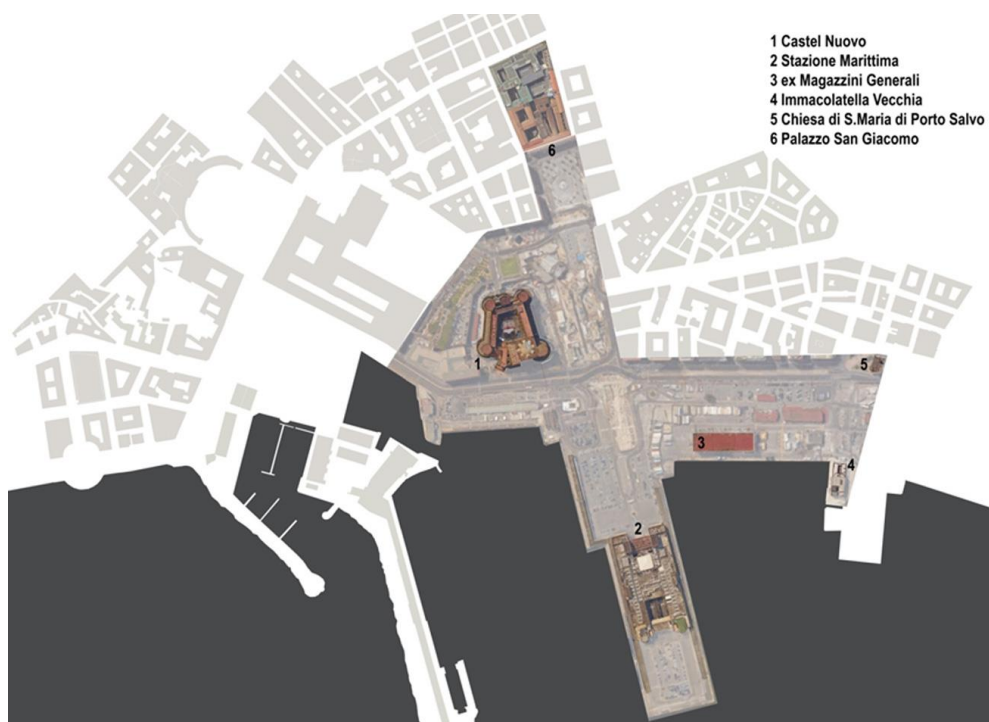 1 Castel Nuovo
2 Stazione Marittima
3 ex Magazzini Generali
4 Immacolatella Vecchia
5 Chiesa di S.Maria di Porto Salvo
6 Palazzo San Giacomo
6
1
5
3
4
2